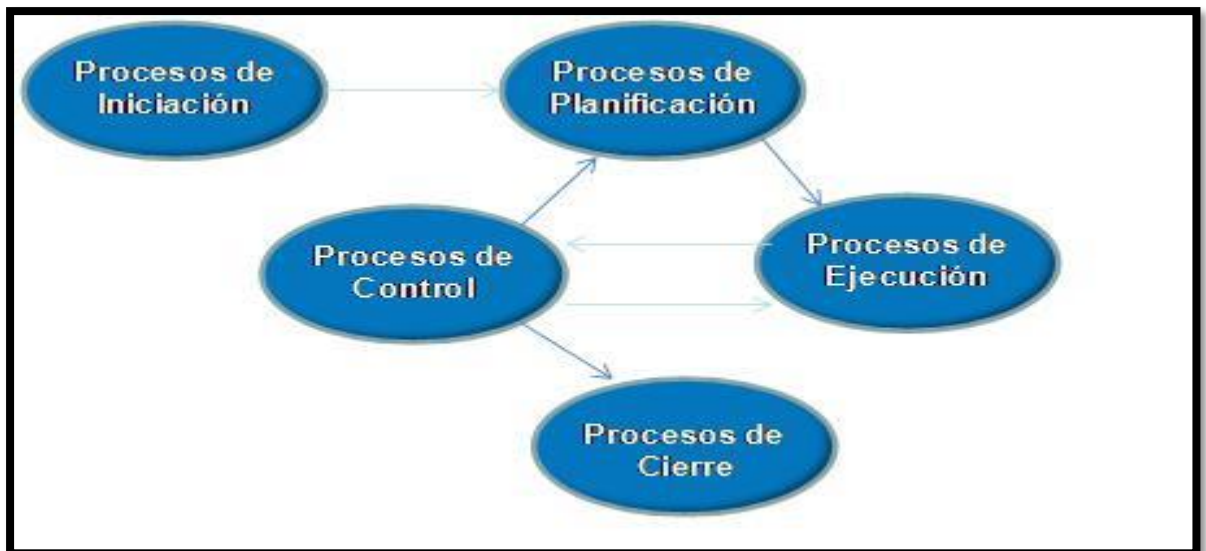 Procesos de
Iniciación
Procesos de
Planificación
Procesos de
Control
Procesos de
Ejecución
Procesos de
Cierre